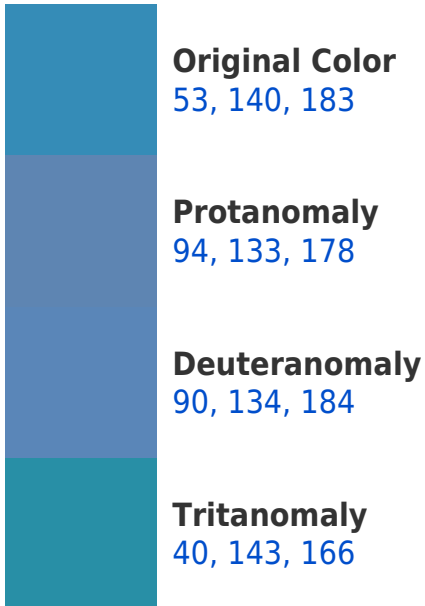 Original Color
53, 140, 183
Protanomaly
94, 133, 178
Deuteranomaly
90, 134, 184
Tritanomaly
40, 143, 166